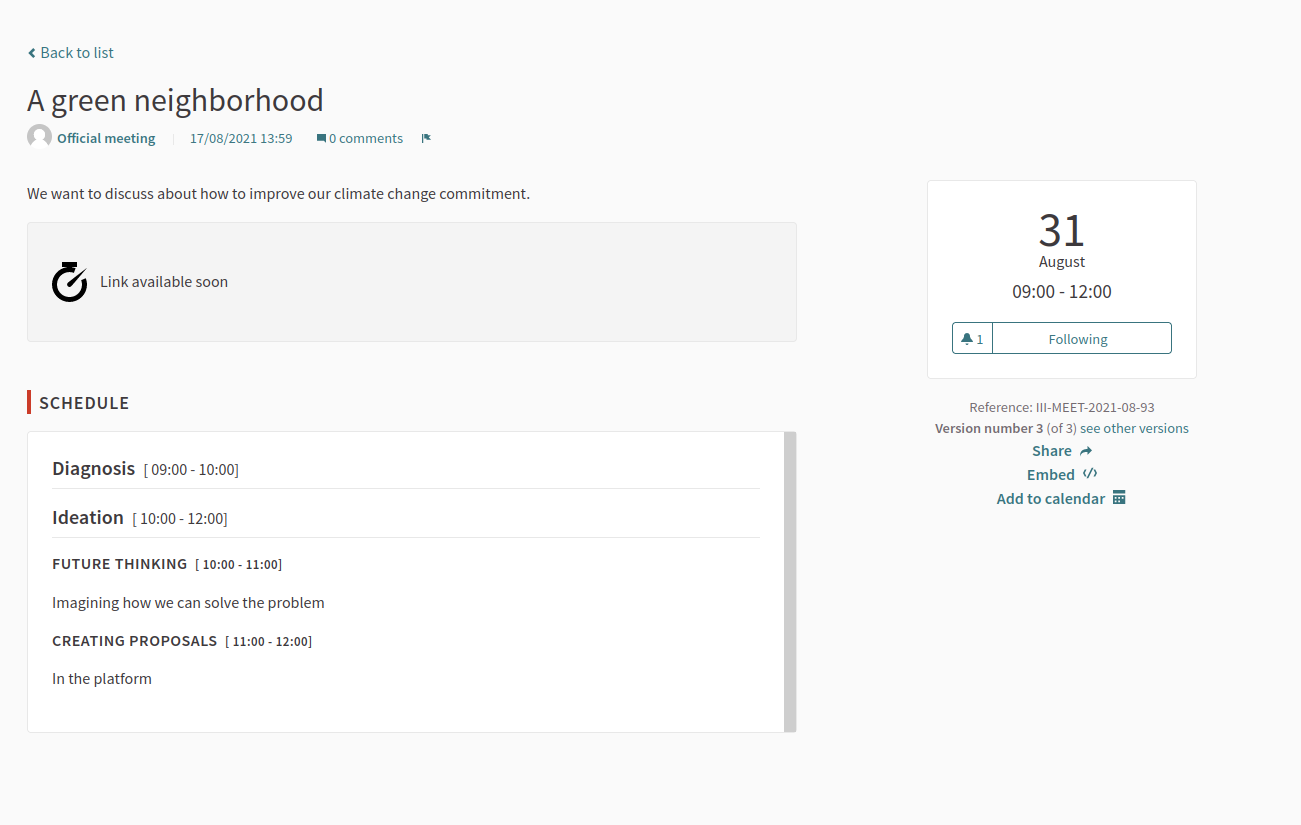 Back to list
A green neighborhood
Official meeting 17/08/2021 13:59 0 comments
We want to discuss about how to improve our climate change commitment.
Link available soon
SCHEDULE
Diagnosis [ 09:00 - 10:00]
Ideation [ 10:00 - 12:00]
FUTURE THINKING [ 10:00 - 11:00]
Imagining how we can solve the problem
CREATING PROPOSALS [ 11:00 - 12:00]
In the platform
31
August
09:00 - 12:00
1 Following
Reference: III-MEET-2021-08-93
Version number 3 (of 3) see other versions
Share
Embed
Add to calendar